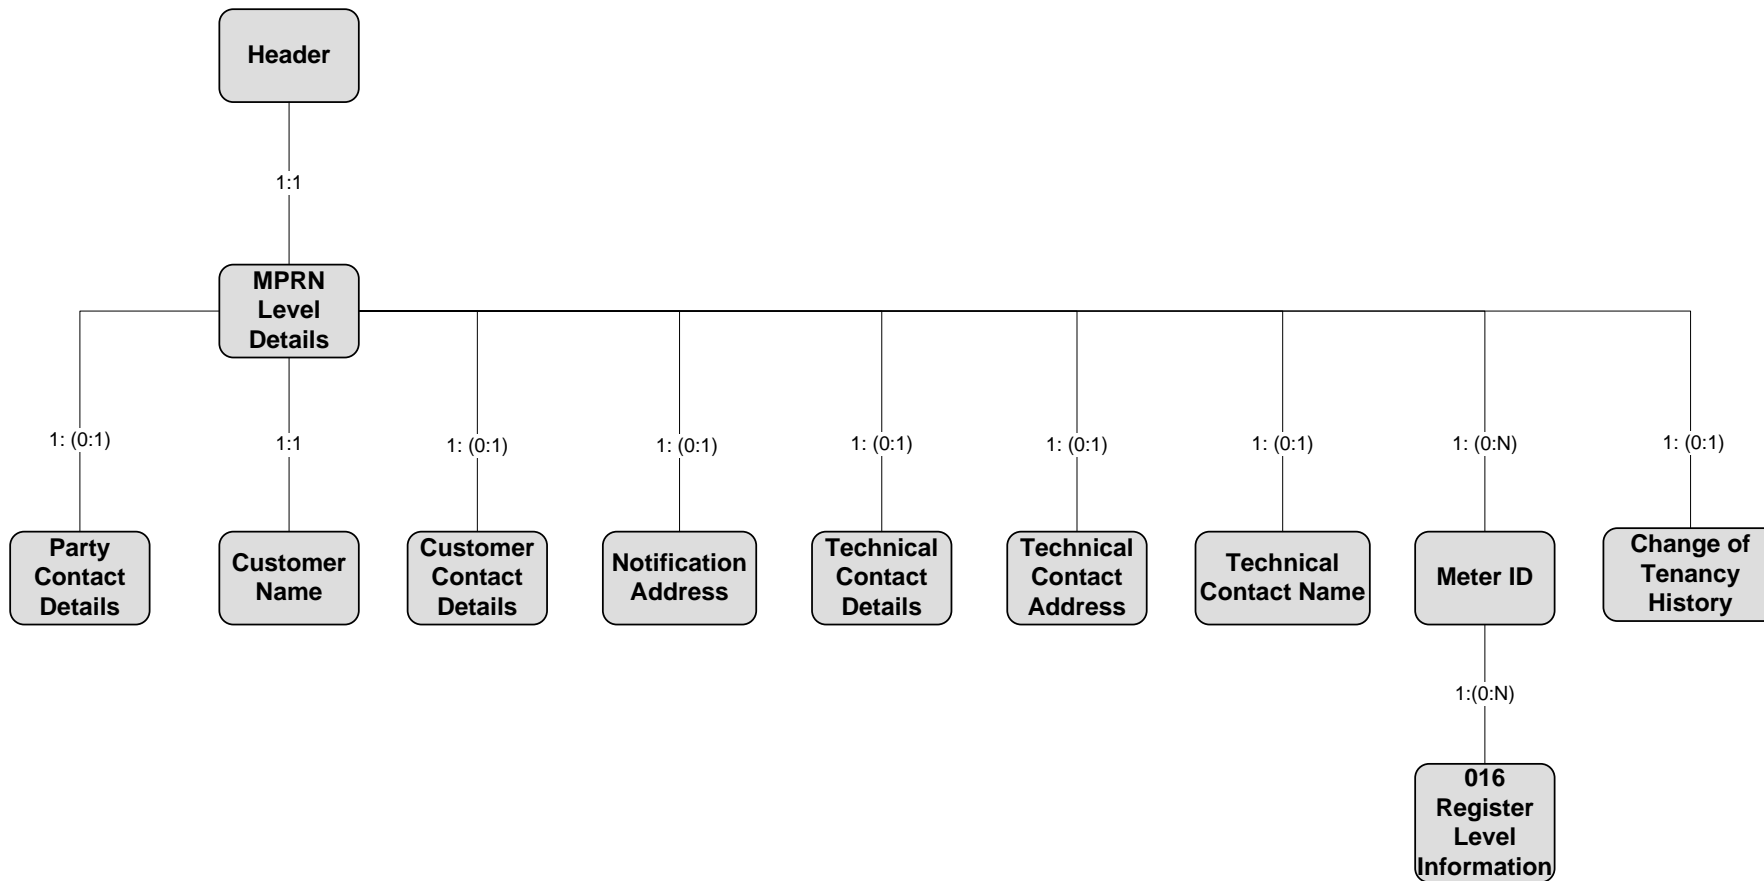 Header
1:1
MPRN
Level
Details
1: (0:1)
1:1
1: (0:1)
1: (0:1)
1: (0:1)
1: (0:1)
1: (0:1)
1: (0:N)
1: (0:1)
Party
Contact
Details
Customer
Name
Customer
Contact
Details
Notification
Address
Technical
Contact
Details
Technical
Contact
Address
Technical
Contact Name
Meter ID
Change of
Tenancy
History
1:(0:N)
016
Register
Level
Information